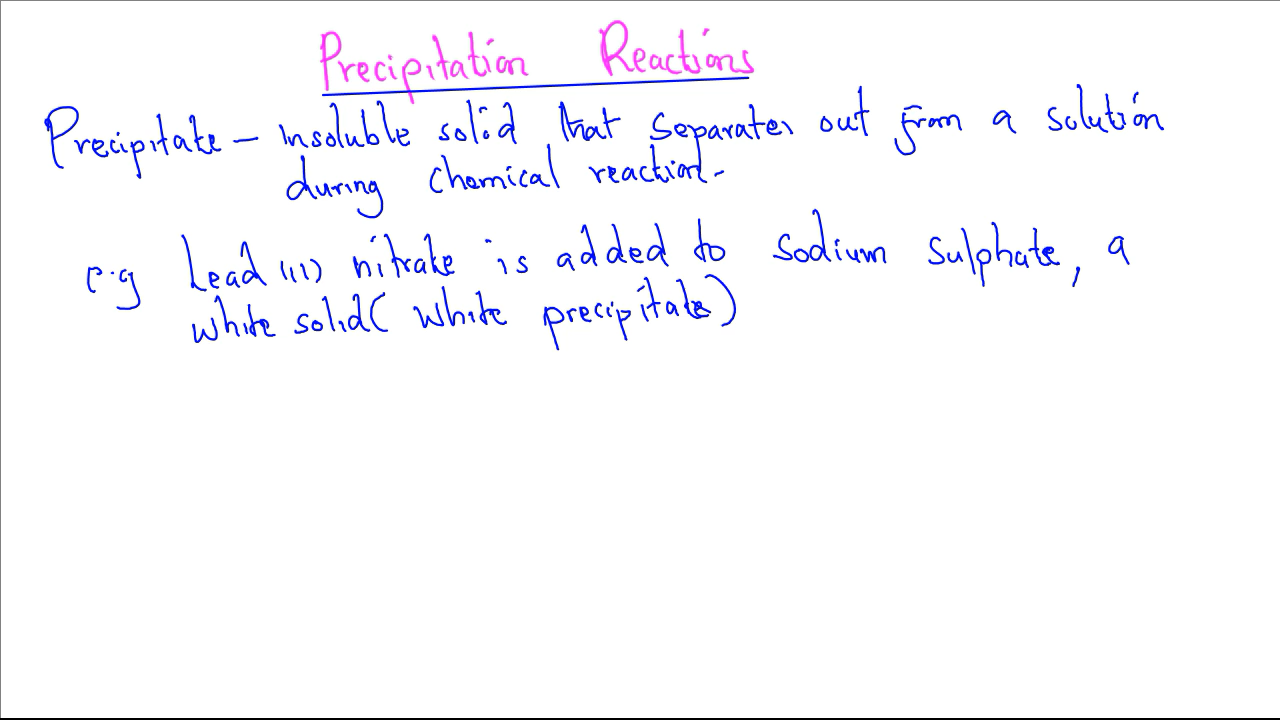 Precipitation Reactions
Precipitate - insoluble solid that separates out from a solution
during chemical reaction.
e.g Lead (II) nitrate is added to sodium sulphate, a
white solid (white precipitate)